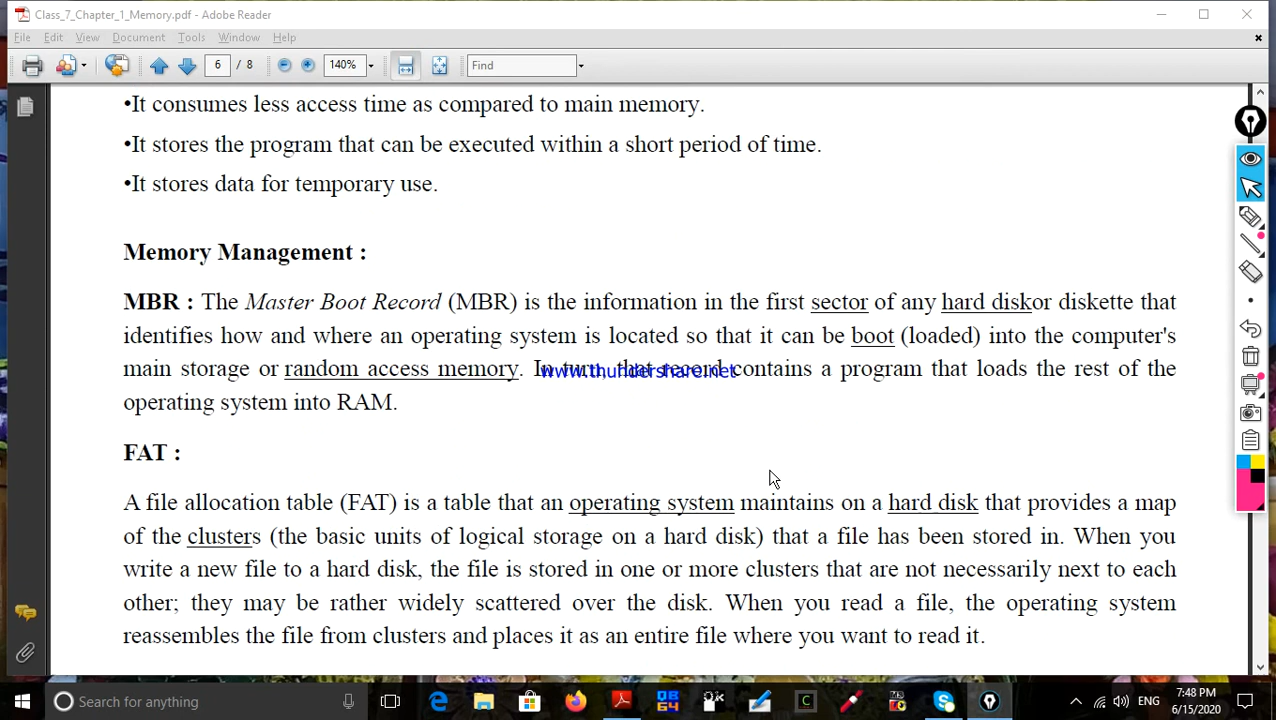 Class_7_Chapter_1_Memory.pdf - Adobe Reader
File Edit View Document Tools Window Help
6 / 8 140% Find
•It consumes less access time as compared to main memory.
•It stores the program that can be executed within a short period of time.
•It stores data for temporary use.
Memory Management :
MBR : The Master Boot Record (MBR) is the information in the first sector of any hard diskor diskette that
identifies how and where an operating system is located so that it can be boot (loaded) into the computer's
main storage or random access memory. In turn, that record contains a program that loads the rest of the
www.thundershare.net
operating system into RAM.
FAT :
A file allocation table (FAT) is a table that an operating system maintains on a hard disk that provides a map
of the clusters (the basic units of logical storage on a hard disk) that a file has been stored in. When you
write a new file to a hard disk, the file is stored in one or more clusters that are not necessarily next to each
other; they may be rather widely scattered over the disk. When you read a file, the operating system
reassembles the file from clusters and places it as an entire file where you want to read it.
Search for anything
ENG
7:48 PM
6/15/2020